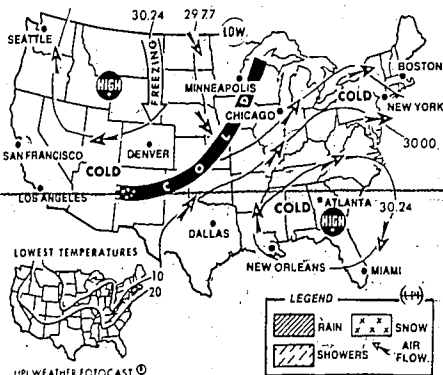 30.24
29.77
LOW
SEATTLE
HIGH
FREEZING
MINNEAPOLIS
BOSTON
COLD
NEW YORK
CHICAGO
30.00
SAN FRANCISCO
DENVER
COLD
LOS ANGELES
COLD
ATLANTA
30.24
HIGH
DALLAS
NEW ORLEANS
MIAMI
LOWEST TEMPERATURES
10
20
LEGEND
RAIN
SNOW
SHOWERS
AIR
FLOW
UPI WEATHER FOTOCAST